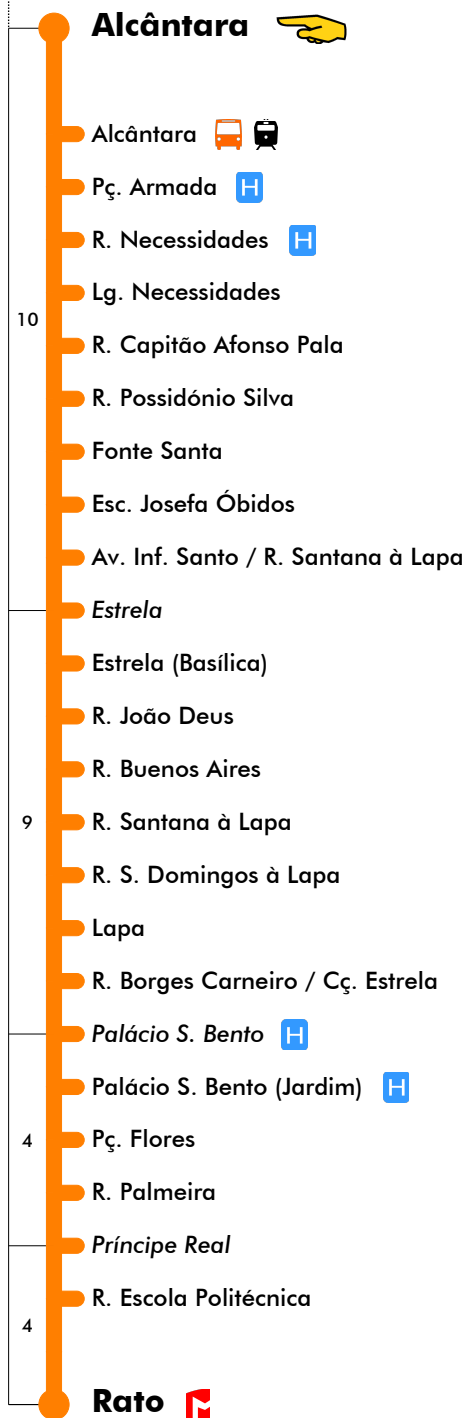 Alcântara
Alcântara
Pç. Armada H
R. Necessidades H
Lg. Necessidades
10
R. Capitão Afonso Pala
R. Possidónio Silva
Fonte Santa
Esc. Josefa Óbidos
Av. Inf. Santo / R. Santana à Lapa
Estrela
Estrela (Basílica)
R. João Deus
R. Buenos Aires
9 R. Santana à Lapa
R. S. Domingos à Lapa
Lapa
R. Borges Carneiro / Cç. Estrela
Palácio S. Bento H
Palácio S. Bento (Jardim) H
4 Pç. Flores
R. Palmeira
Príncipe Real
R. Escola Politécnica
4
Rato M